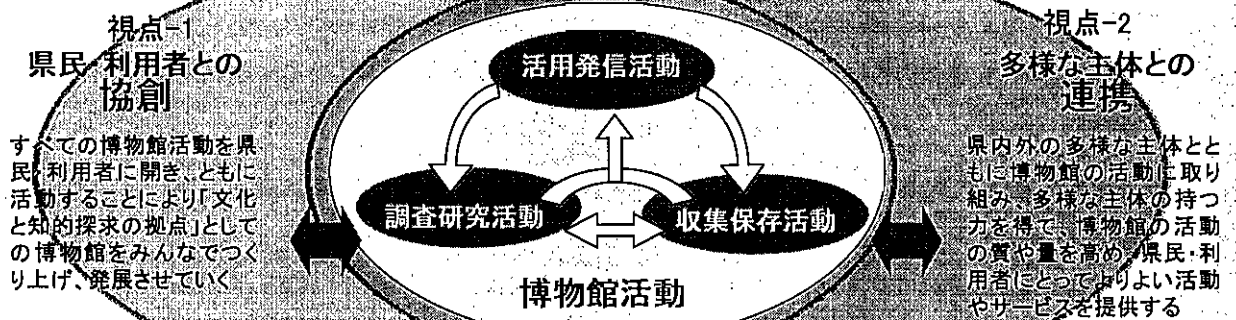 視点-1
県民・利用者との
協創
すべての博物館活動を県
民・利用者に開き、ともに
活動することにより「文化
と知的探求の拠点」として
の博物館をみんなでつく
り上げ、発展させていく
活用発信活動
調査研究活動
収集保存活動
博物館活動
視点-2
多様な主体との
連携
県内外の多様な主体とと
もに博物館の活動に取り
組み、多様な主体の持つ
力を得て、博物館の活動
の質や量を高め、県民・利
用者にとってよりよい活動
やサービスを提供する